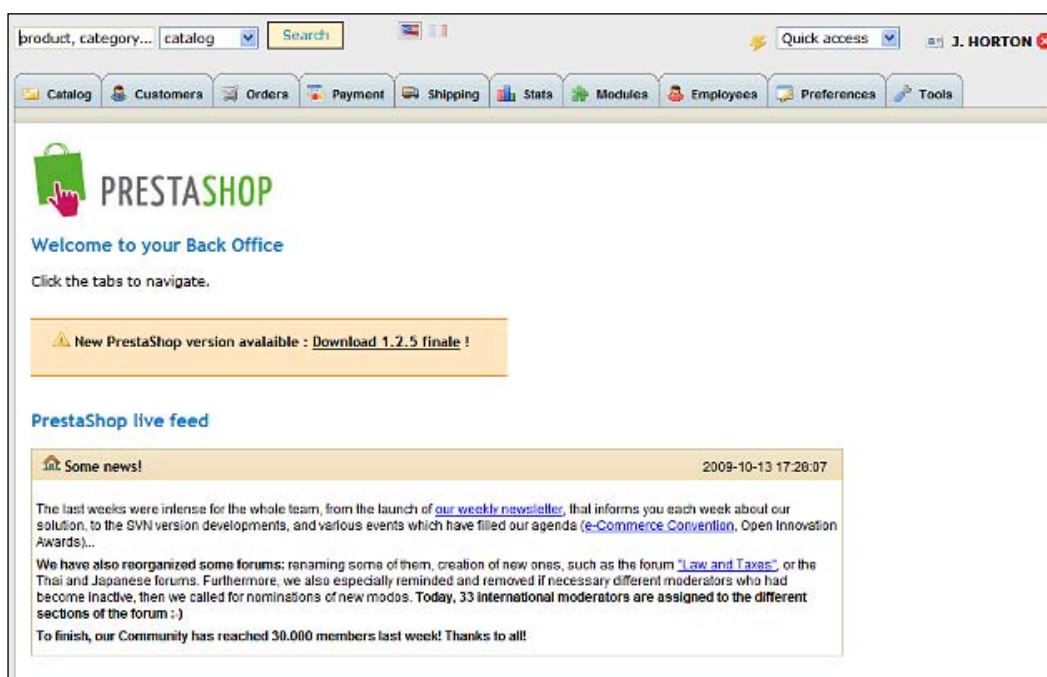 product, category... catalog Search Quick access J. HORTON
Catalog Customers Orders Payment Shipping Stats Modules Employees Preferences Tools
PRESTASHOP
Welcome to your Back Office
Click the tabs to navigate.
New PrestaShop version avalaible : Download 1.2.5 finale !
PrestaShop live feed
Some news! 2009-10-13 17:28:07
The last weeks were intense for the whole team, from the launch of our weekly newsletter, that informs you each week about our
solution, to the SVN version developments, and various events which have filled our agenda (e-Commerce Convention, Open Innovation
Awards)...
We have also reorganized some forums: renaming some of them, creation of new ones, such as the forum "Law and Taxes", or the
Thai and Japanese forums. Furthermore, we also especially reminded and removed if necessary different moderators who had
become inactive, then we called for nominations of new modos. Today, 33 international moderators are assigned to the different
sections of the forum :-)
To finish, our Community has reached 30.000 members last week! Thanks to all!